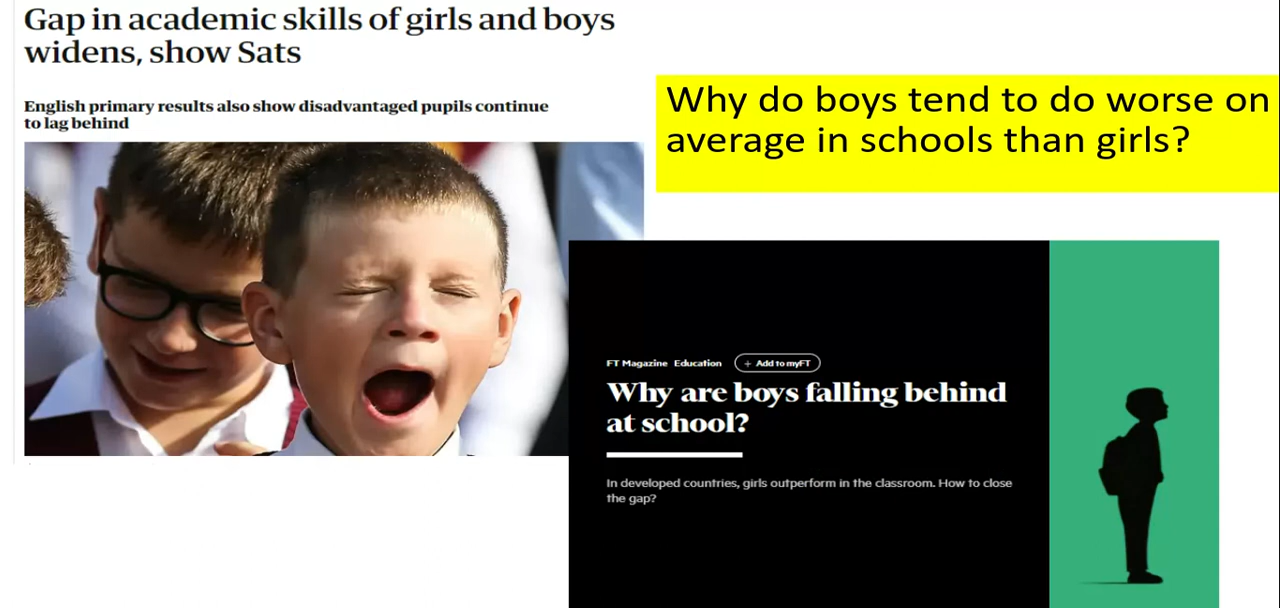 Gap in academic skills of girls and boys
widens, show Sats
English primary results also show disadvantaged pupils continue
to lag behind
Why do boys tend to do worse on
average in schools than girls?
FT Magazine Education + Add to myFT
Why are boys falling behind
at school?
In developed countries, girls outperform in the classroom. How to close
the gap?